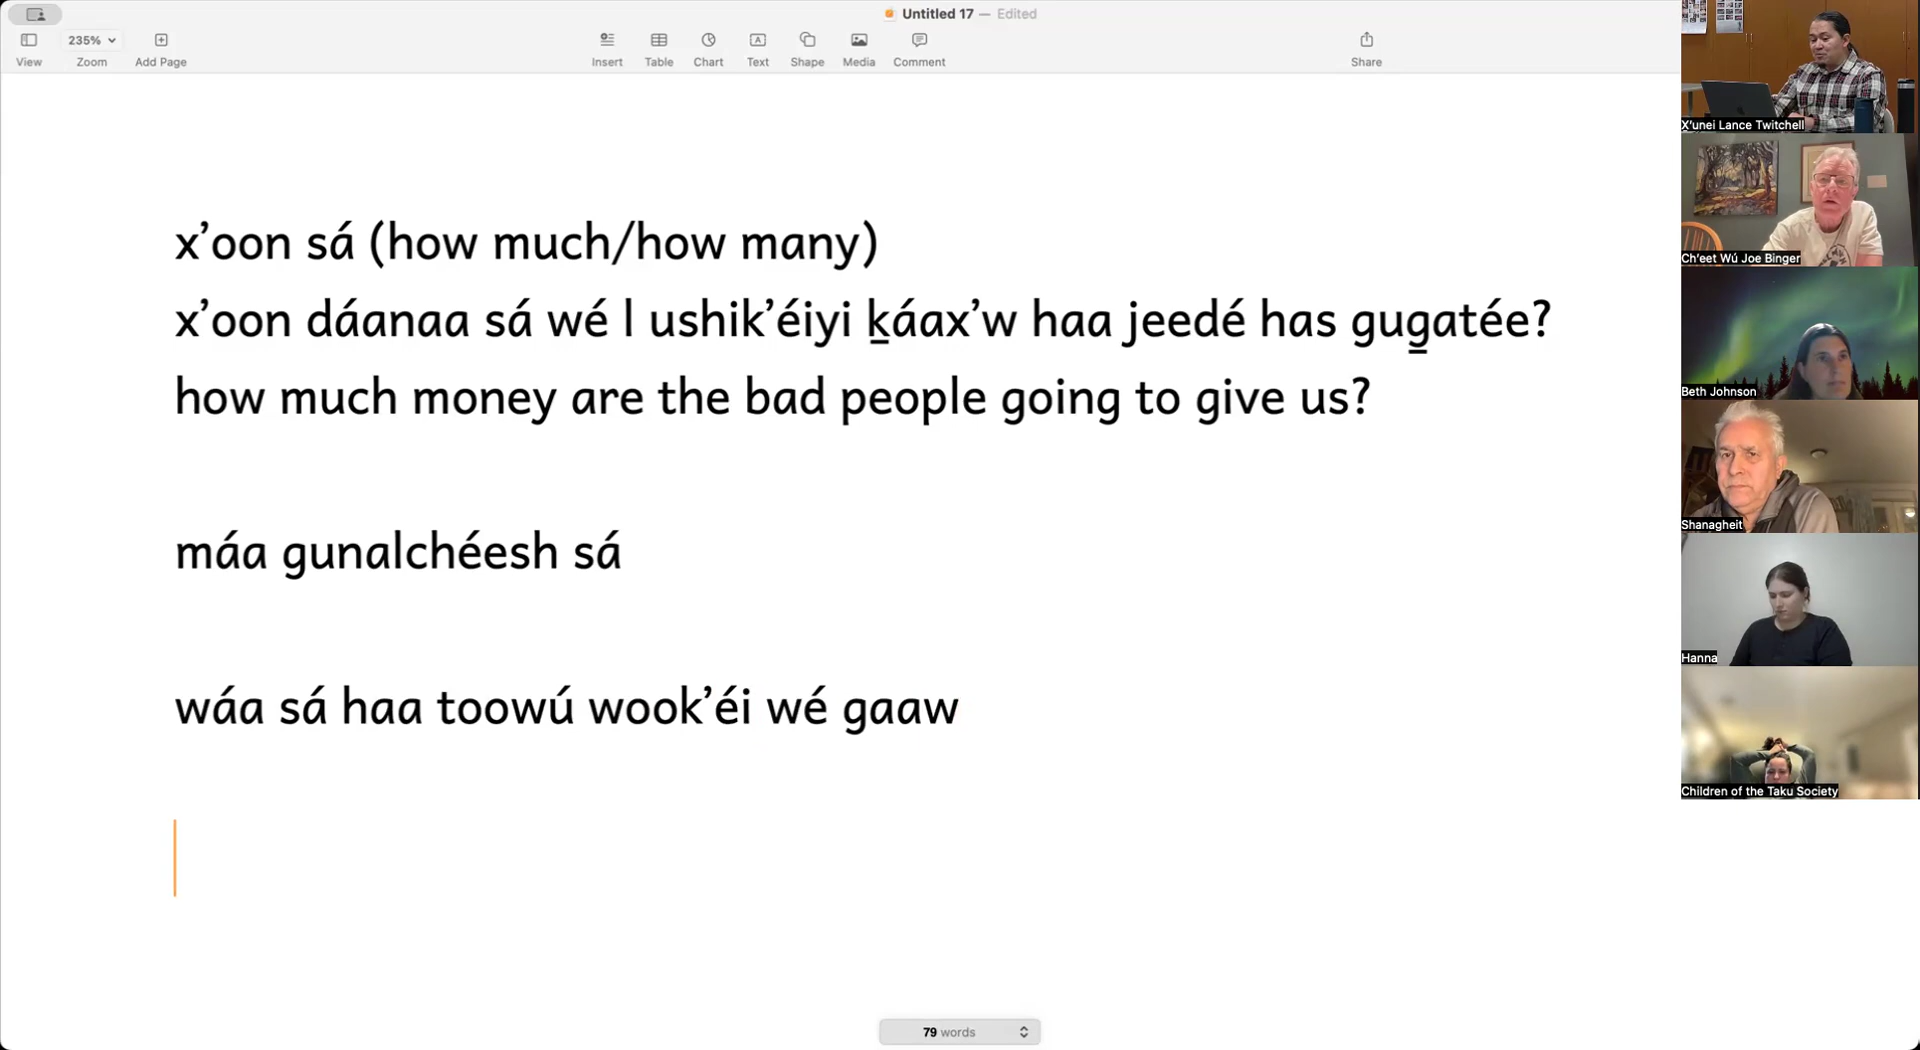 Untitled 17 — Edited
235%
View
Zoom
Add Page
Insert
Table
Chart
Text
Shape
Media
Comment
Share
x’oon sá (how much/how many)
x’oon dáanaa sá wé l ushik’éiyi ḵáax’w haa jeedé has gug̱atée?
how much money are the bad people going to give us?
máa gunalchéesh sá
wáa sá haa toowú wook’éi wé gaaw
79 words
X'unei Lance Twitchell
Ch'eet Wú Joe Binger
Beth Johnson
Shanagheit
Hanna
Children of the Taku Society